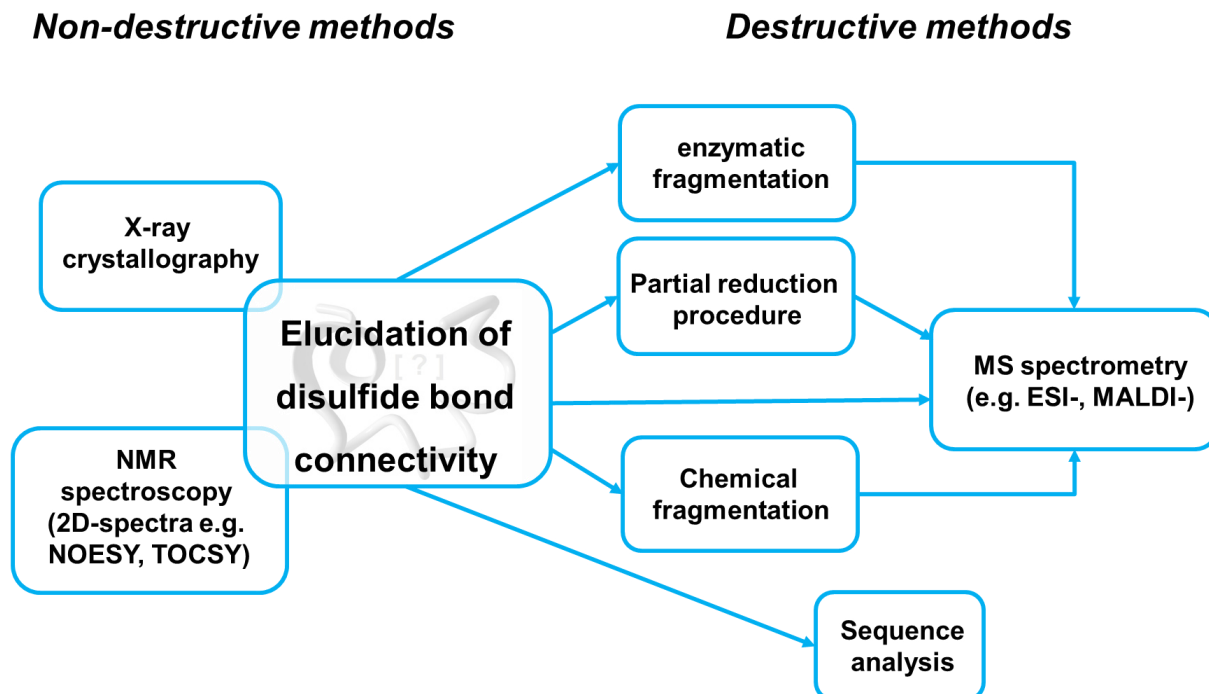 Non-destructive methods
Destructive methods
enzymatic
fragmentation
X-ray
crystallography
Partial reduction
procedure
Elucidation of
[?]
disulfide bond
connectivity
MS spectrometry
(e.g. ESI-, MALDI-)
NMR
spectroscopy
(2D-spectra e.g.
NOESY, TOCSY)
Chemical
fragmentation
Sequence
analysis